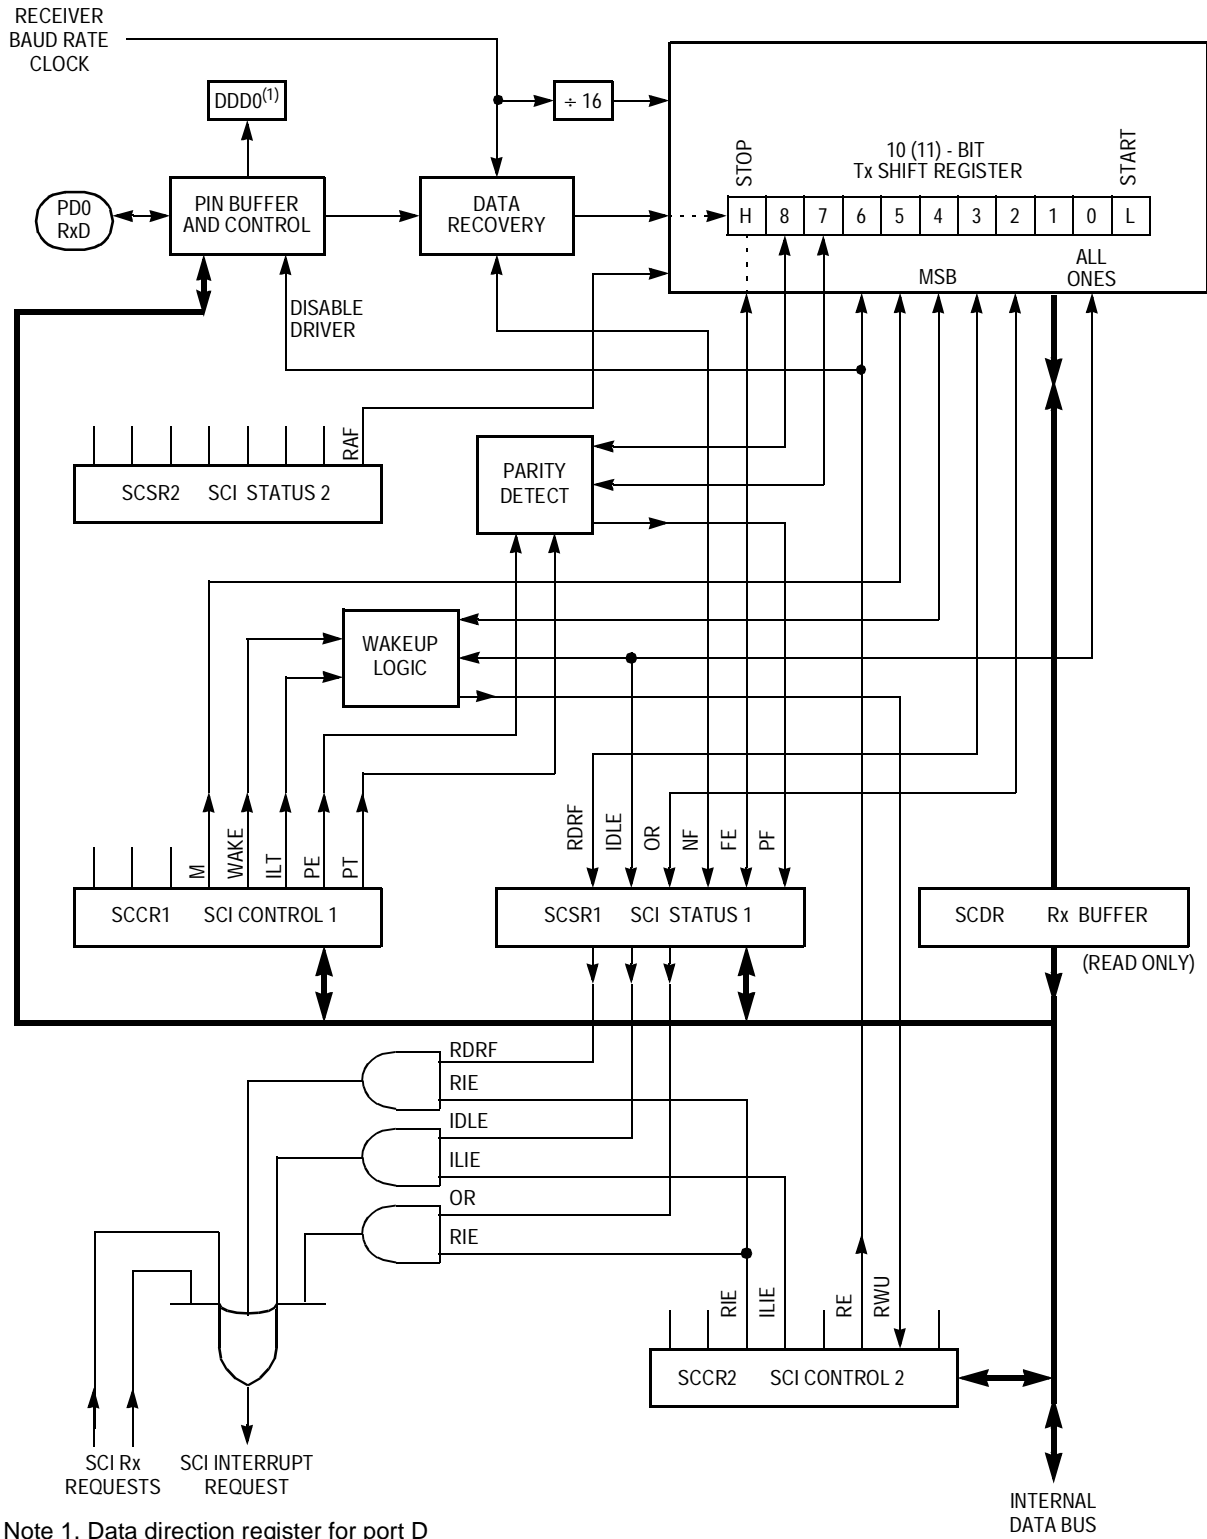 RECEIVER
BAUD RATE
CLOCK
DDD0(1)
÷ 16
STOP
10 (11) - BIT
Tx SHIFT REGISTER
START
PD0
RxD
PIN BUFFER
AND CONTROL
DATA
RECOVERY
H 8 7 6 5 4 3 2 1 0 L
MSB
ALL
ONES
DISABLE
DRIVER
RAF
SCSR2 SCI STATUS 2
PARITY
DETECT
WAKEUP
LOGIC
M
WAKE
ILT
PE
PT
RDRF
IDLE
OR
NF
FE
PF
SCCR1 SCI CONTROL 1
SCSR1 SCI STATUS 1
SCDR Rx BUFFER
(READ ONLY)
RDRF
RIE
IDLE
ILIE
OR
RIE
RIE
ILIE
RE
RWU
SCCR2 SCI CONTROL 2
SCI Rx
REQUESTS
SCI INTERRUPT
REQUEST
INTERNAL
DATA BUS
Note 1. Data direction register for port D